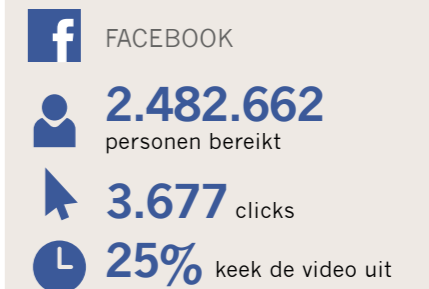 FACEBOOK
2.482.662
personen bereikt
3.677 clicks
25% keek de video uit